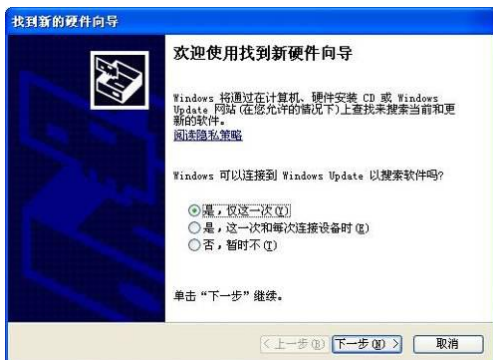 找到新的硬件向导
欢迎使用找到新硬件向导
Windows 将通过在计算机、硬件安装 CD 或 Windows
Update 网站(在您允许的情况下)上查找来搜索当前和更
新的软件。
阅读隐私策略
Windows 可以连接到 Windows Update 以搜索软件吗?
是，仅这一次(Y)
是，这一次和每次连接设备时(E)
否，暂时不(T)
单击“下一步”继续。
< 上一步(B) 下一步(N) > 取消